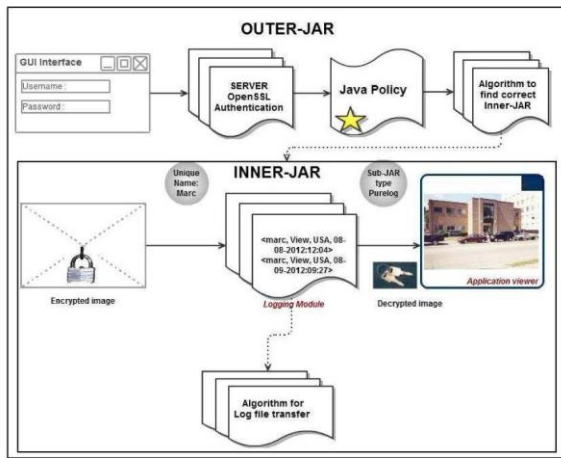 OUTER-JAR
GUI Interface
Username:
Password:
SERVER
OpenSSL
Authentication
Java Policy
Algorithm to
find correct
Inner-JAR
INNER-JAR
Unique
Name:
Marc
Sub-JAR
type
Purelog
<marc, View, USA, 08-
08-2012:12:04>
<marc, View, USA, 08-
09-2012:09:27>
Logging Module
Encrypted image
Decrypted image
Application viewer
Algorithm for
Log file transfer